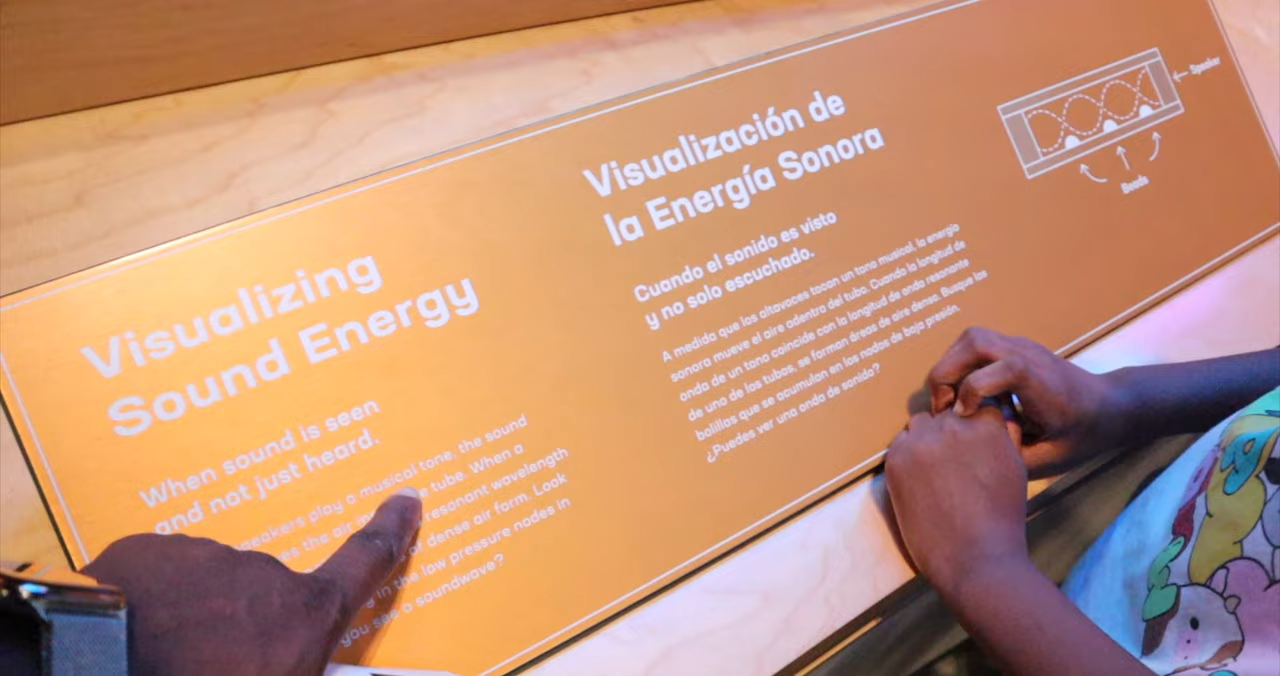 Visualizing
Sound Energy
When sound is seen
and not just heard.
speakers play a musical tone, the sound
the air tube. When a
resonant wavelength
of dense air form. Look
in the low pressure nodes in
you see a soundwave?
Visualización de
la Energía Sonora
Cuando el sonido es visto
y no solo escuchado.
A medida que los altavoces tocan un tono musical, la energía
sonora mueve el aire adentro del tubo. Cuando la longitud de
onda de un tono coincide con la longitud de onda resonante
de uno de los tubos, se forman áreas de aire denso. Busque las
bolillas que se acumulan en los nodos de baja presión.
¿Puedes ver una onda de sonido?
Speaker
Beads